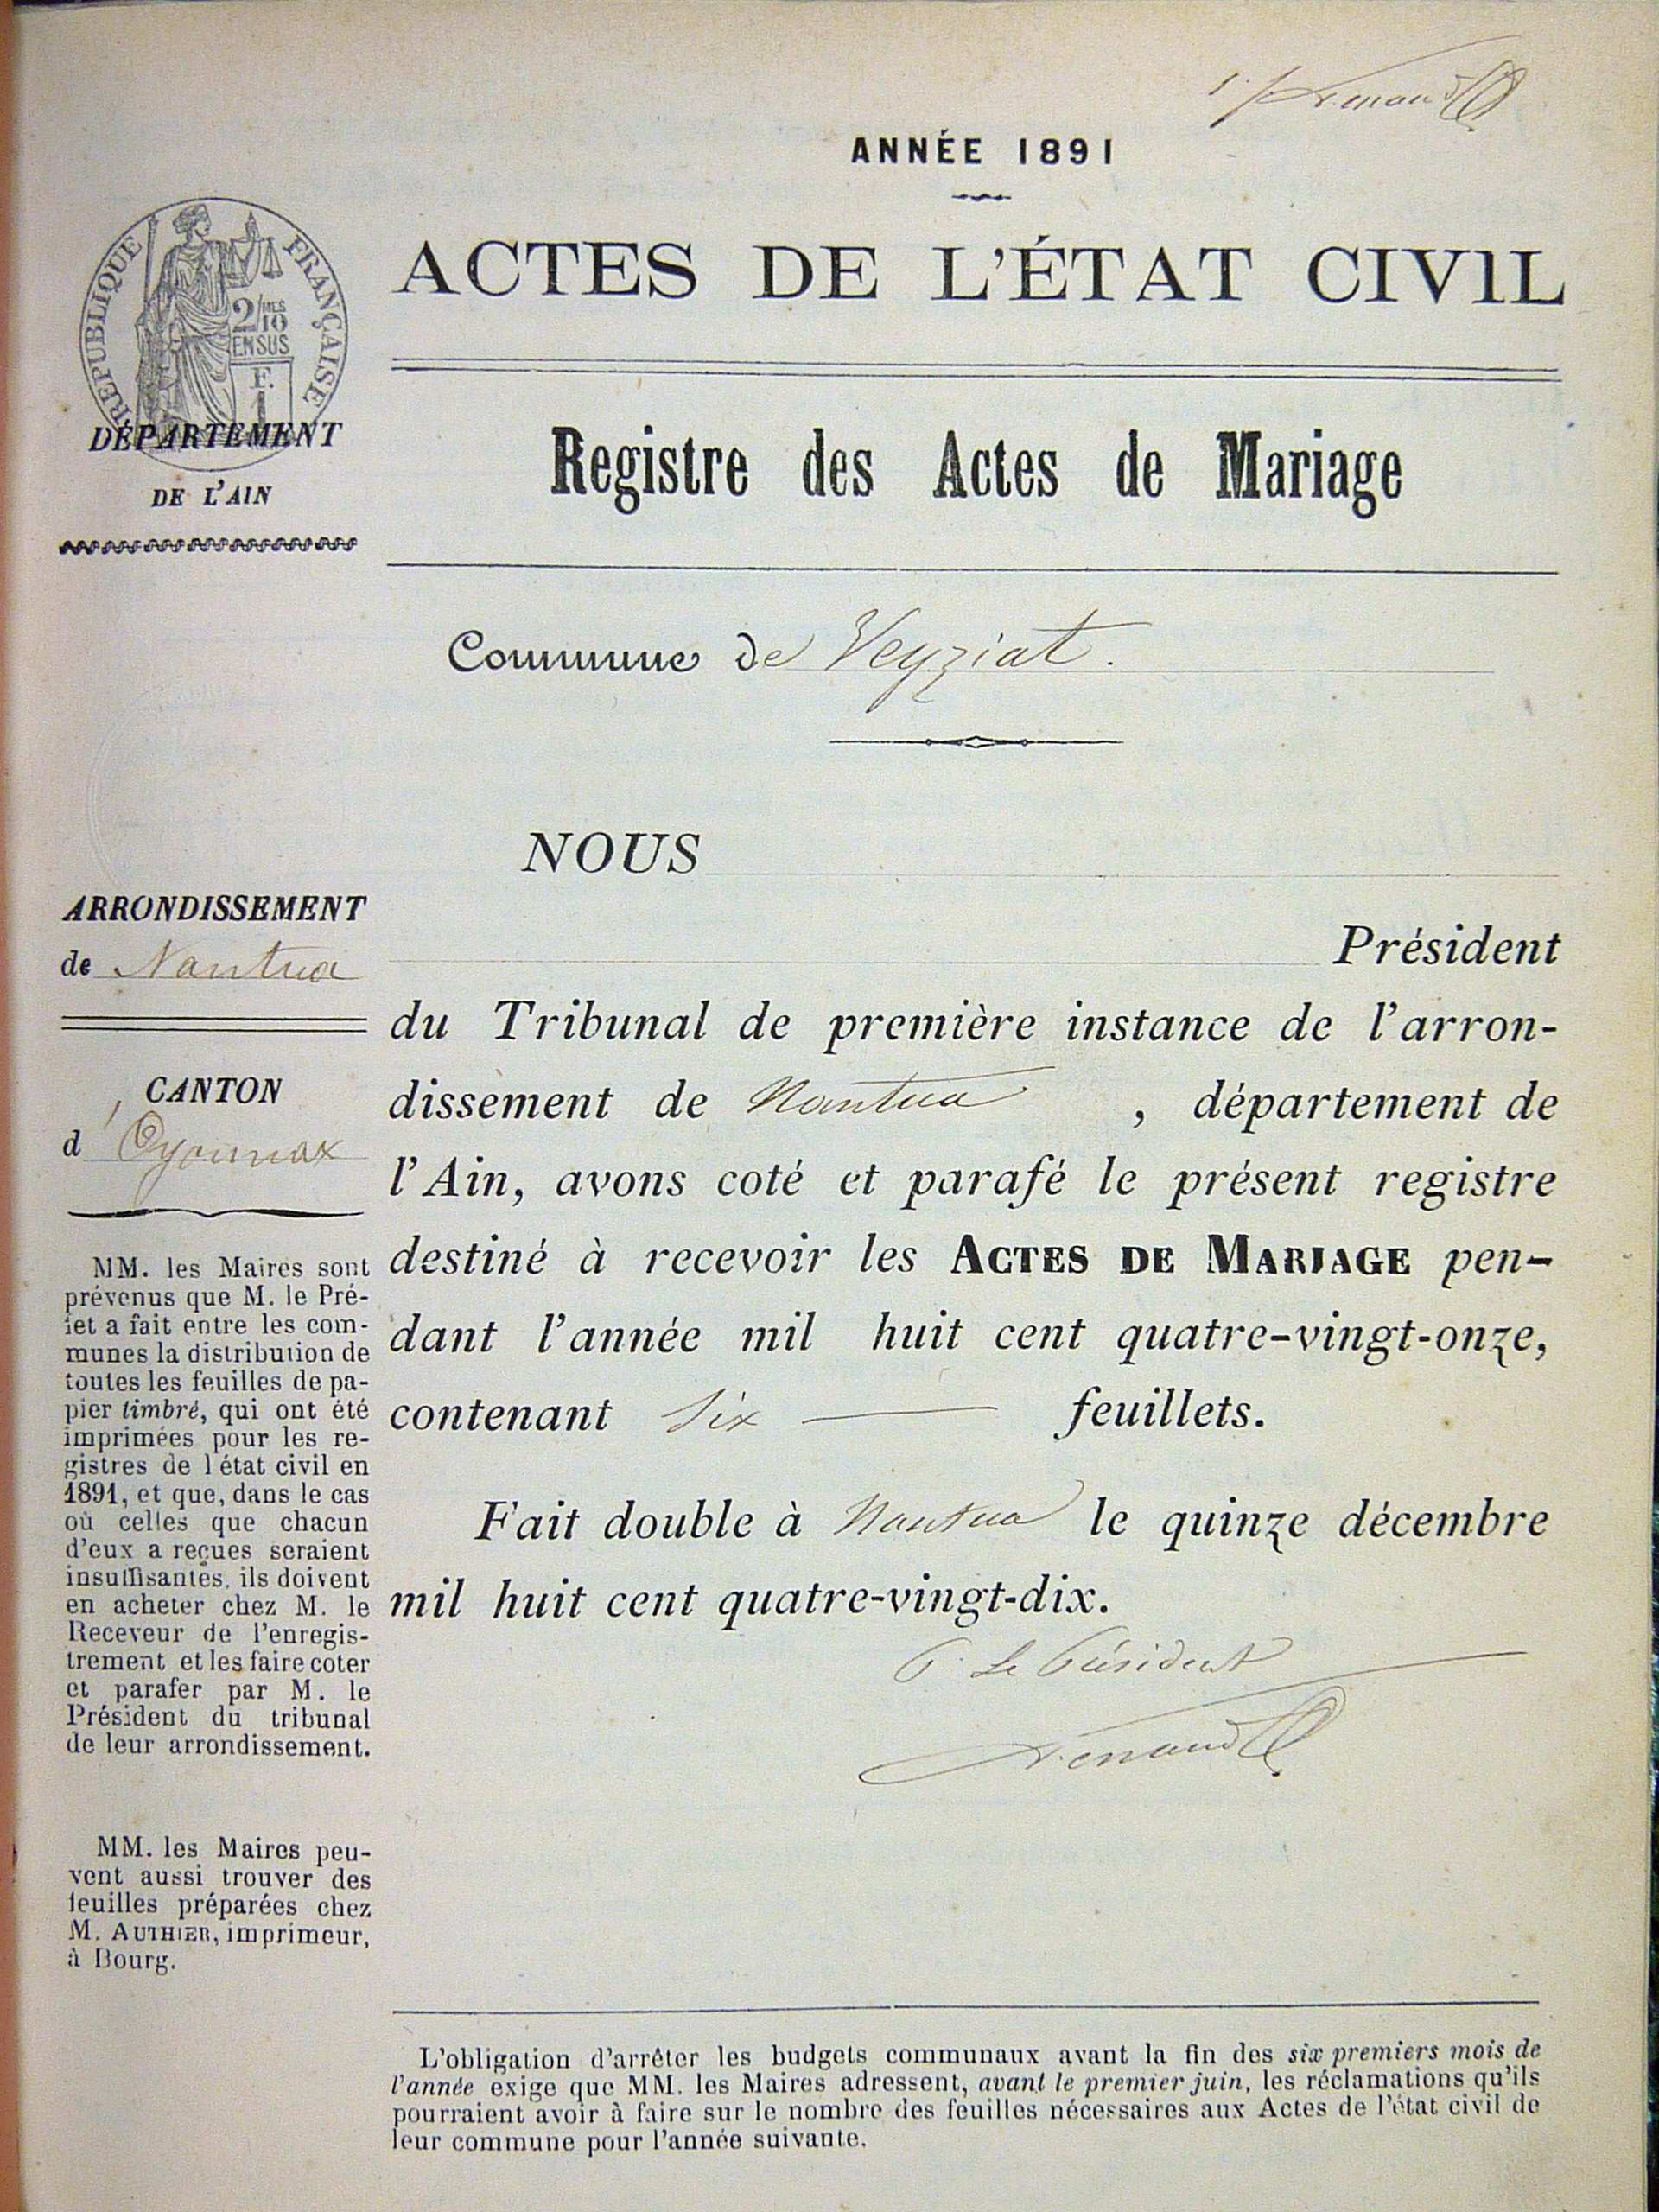 ANNÉE 1891
RÉPUBLIQUE FRANÇAISE
2/10 MES
EN SUS
F.
1
ACTES DE L'ÉTAT CIVIL
DÉPARTEMENT
DE L'AIN
Registre des Actes de Mariage
Commune de Veyziat.
NOUS
Président
du Tribunal de première instance de l'arron-
dissement de Nantua , département de
l'Ain, avons coté et parafé le présent registre
destiné à recevoir les ACTES DE MARIAGE pen-
dant l'année mil huit cent quatre-vingt-onze,
contenant six feuillets.
Fait double à Nantua le quinze décembre
mil huit cent quatre-vingt-dix.
P. Le Président
ARRONDISSEMENT
de Nantua
CANTON
d'Oyonnax
MM. les Maires sont
prévenus que M. le Pré-
fet a fait entre les com-
munes la distribution de
toutes les feuilles de pa-
pier timbré, qui ont été
imprimées pour les re-
gistres de l'état civil en
1891, et que, dans le cas
où celles que chacun
d'eux a reçues seraient
insuffisantes, ils doivent
en acheter chez M. le
Receveur de l'enregis-
trement et les faire coter
et parafer par M. le
Président du tribunal
de leur arrondissement.
MM. les Maires peu-
vent aussi trouver des
feuilles préparées chez
M. AUTHIER, imprimeur,
à Bourg.
L'obligation d'arrêter les budgets communaux avant la fin des six premiers mois de
l'année exige que MM. les Maires adressent, avant le premier juin, les réclamations qu'ils
pourraient avoir à faire sur le nombre des feuilles nécessaires aux Actes de l'état civil de
leur commune pour l'année suivante.